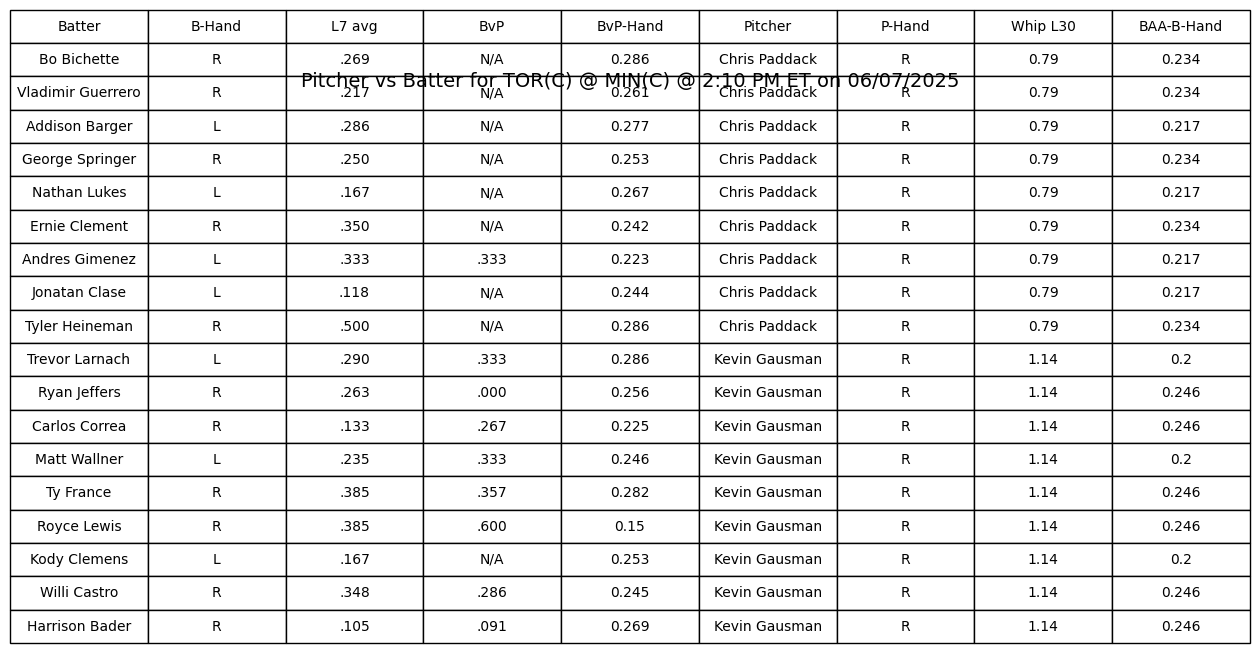 Batter B-Hand L7 avg BvP BvP-Hand Pitcher P-Hand Whip L30 BAA-B-Hand
Bo Bichette R .269 N/A 0.286 Chris Paddack R 0.79 0.234
Pitcher vs Batter for TOR(C) @ MIN(C) @ 2:10 PM ET on 06/07/2025
Vladimir Guerrero R .217 N/A 0.261 Chris Paddack R 0.79 0.234
Addison Barger L .286 N/A 0.277 Chris Paddack R 0.79 0.217
George Springer R .250 N/A 0.253 Chris Paddack R 0.79 0.234
Nathan Lukes L .167 N/A 0.267 Chris Paddack R 0.79 0.217
Ernie Clement R .350 N/A 0.242 Chris Paddack R 0.79 0.234
Andres Gimenez L .333 .333 0.223 Chris Paddack R 0.79 0.217
Jonatan Clase L .118 N/A 0.244 Chris Paddack R 0.79 0.217
Tyler Heineman R .500 N/A 0.286 Chris Paddack R 0.79 0.234
Trevor Larnach L .290 .333 0.286 Kevin Gausman R 1.14 0.2
Ryan Jeffers R .263 .000 0.256 Kevin Gausman R 1.14 0.246
Carlos Correa R .133 .267 0.225 Kevin Gausman R 1.14 0.246
Matt Wallner L .235 .333 0.246 Kevin Gausman R 1.14 0.2
Ty France R .385 .357 0.282 Kevin Gausman R 1.14 0.246
Royce Lewis R .385 .600 0.15 Kevin Gausman R 1.14 0.246
Kody Clemens L .167 N/A 0.253 Kevin Gausman R 1.14 0.2
Willi Castro R .348 .286 0.245 Kevin Gausman R 1.14 0.246
Harrison Bader R .105 .091 0.269 Kevin Gausman R 1.14 0.246